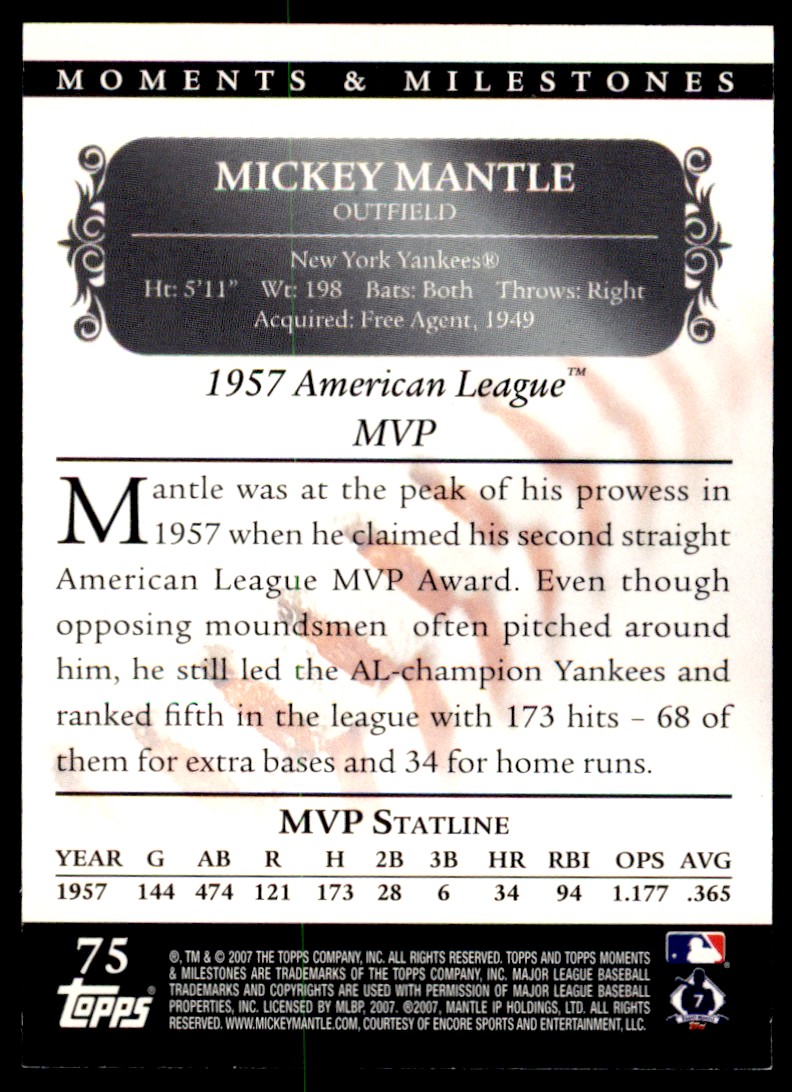 MOMENTS & MILESTONES
MICKEY MANTLE
OUTFIELD
New York Yankees®
Ht: 5'11" Wt: 198 Bats: Both Throws: Right
Acquired: Free Agent, 1949
1957 American League™
MVP
Mantle was at the peak of his prowess in
1957 when he claimed his second straight
American League MVP Award. Even though
opposing moundsmen often pitched around
him, he still led the AL-champion Yankees and
ranked fifth in the league with 173 hits – 68 of
them for extra bases and 34 for home runs.
MVP STATLINE
YEAR G AB R H 2B 3B HR RBI OPS AVG
1957 144 474 121 173 28 6 34 94 1.177 .365
75
Topps®
®, TM & © 2007 THE TOPPS COMPANY, INC. ALL RIGHTS RESERVED. TOPPS AND TOPPS MOMENTS
& MILESTONES ARE TRADEMARKS OF THE TOPPS COMPANY, INC. MAJOR LEAGUE BASEBALL
TRADEMARKS AND COPYRIGHTS ARE USED WITH PERMISSION OF MAJOR LEAGUE BASEBALL
PROPERTIES, INC. LICENSED BY MLBP, 2007. ®2007, MANTLE IP HOLDINGS, LTD. ALL RIGHTS
RESERVED. WWW.MICKEYMANTLE.COM, COURTESY OF ENCORE SPORTS AND ENTERTAINMENT, LLC.
7